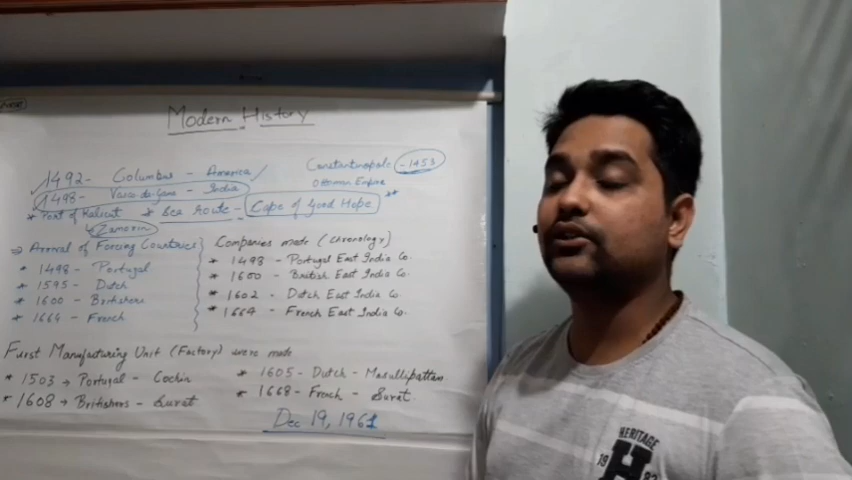 Modern History
1492- Columbus - America
1498- Vasco-da-Gama - India
* Port of Kalicut * Sea Route - Cape of Good Hope **
Zamorin
Constantinopale - 1453
Ottoman Empire
⇒ Arrival of Foreing Countries
* 1498 - Portugal
* 1595 - Dutch
* 1600 - Britishers
* 1664 - French
Companies made (chronology)
* 1498 - Portugal East India Co.
* 1600 - British East India Co.
* 1602 - Dutch East India Co.
* 1664 - French East India Co.
First Manufacturing Unit (Factory) were made
* 1503 → Portugal - Cochin
* 1608 → Britishers - Surat
* 1605 - Dutch - Masullipattam
* 1668 - French - Surat
Dec 19, 1961
HERITAGE
19 H 82